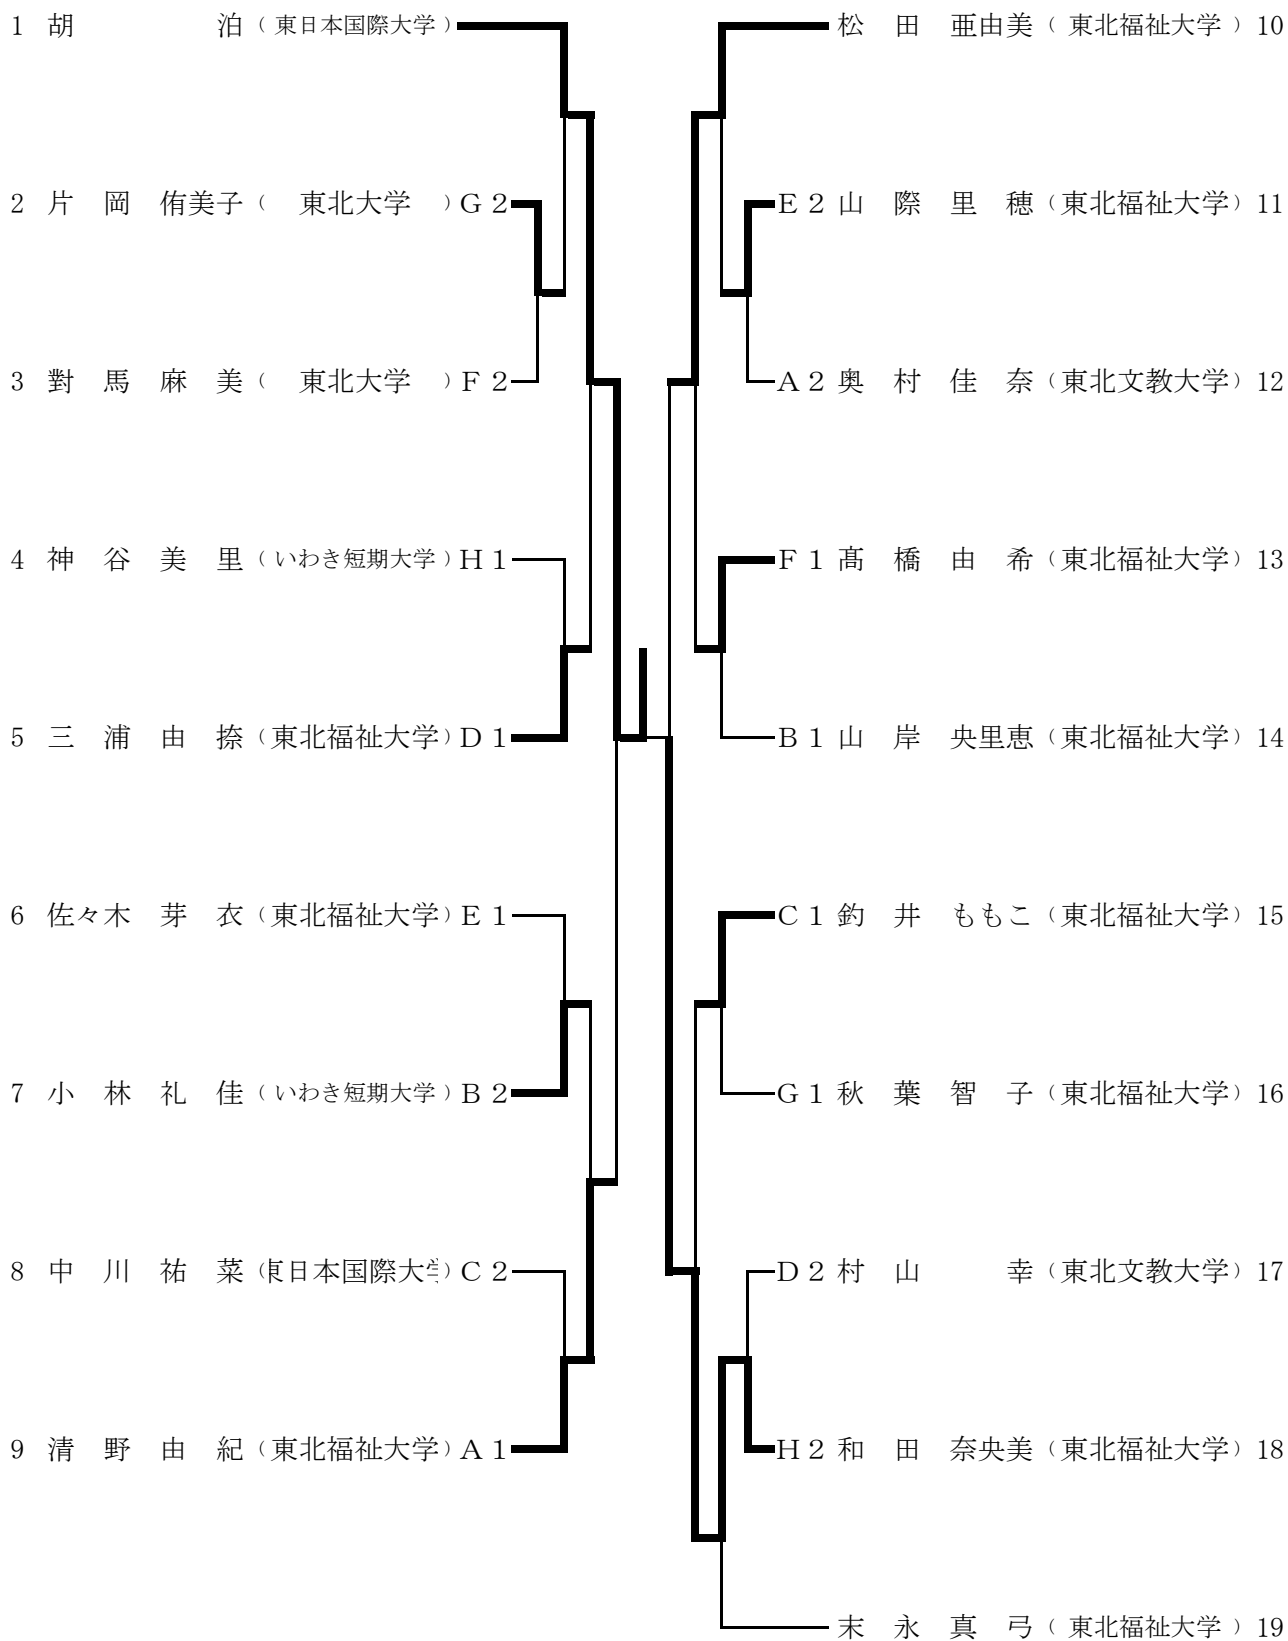 1 胡 泊 (東日本国際大学)
2 片 岡 侑美子 ( 東北大学 ) G 2
3 對 馬 麻 美 ( 東北大学 ) F 2
4 神 谷 美 里 (いわき短期大学) H 1
5 三 浦 由 捺 (東北福祉大学) D 1
6 佐々木 芽 衣 (東北福祉大学) E 1
7 小 林 礼 佳 (いわき短期大学) B 2
8 中 川 祐 菜 (東日本国際大学) C 2
9 清 野 由 紀 (東北福祉大学) A 1
松 田 亜由美 ( 東北福祉大学 ) 10
E 2 山 際 里 穂 (東北福祉大学) 11
A 2 奥 村 佳 奈 (東北文教大学) 12
F 1 髙 橋 由 希 (東北福祉大学) 13
B 1 山 岸 央里恵 (東北福祉大学) 14
C 1 釣 井 ももこ (東北福祉大学) 15
G 1 秋 葉 智 子 (東北福祉大学) 16
D 2 村 山 幸 (東北文教大学) 17
H 2 和 田 奈央美 (東北福祉大学) 18
末 永 真 弓 ( 東北福祉大学 ) 19